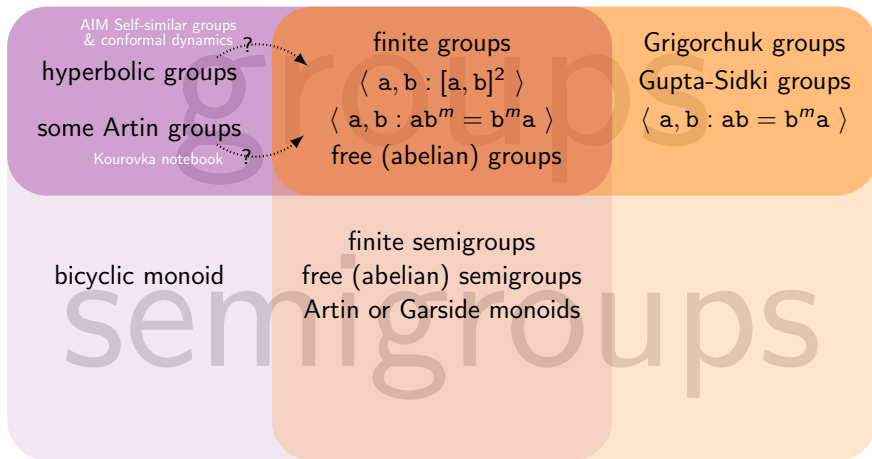 AIM Self-similar groups
& conformal dynamics
?
hyperbolic groups
some Artin groups
?
Kourovka notebook
finite groups
⟨ a, b : [a, b]² ⟩
⟨ a, b : abᵐ = bᵐa ⟩
free (abelian) groups
Grigorchuk groups
Gupta-Sidki groups
⟨ a, b : ab = bᵐa ⟩
groups
bicyclic monoid
finite semigroups
free (abelian) semigroups
Artin or Garside monoids
semigroups